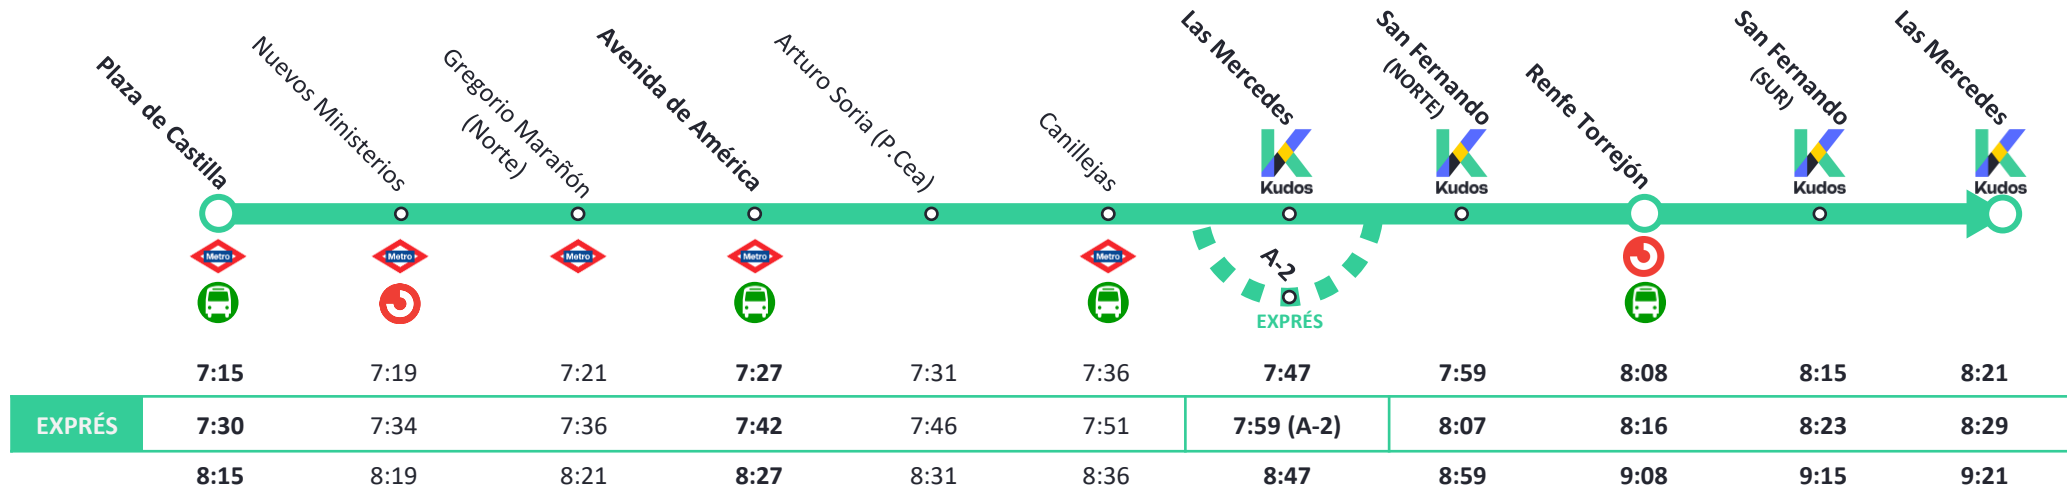 Plaza de Castilla
Nuevos Ministerios
Gregorio Marañón
(Norte)
Avenida de América
Arturo Soria (P.Cea)
Canillejas
Las Mercedes
San Fernando
(NORTE)
Renfe Torrejón
San Fernando
(SUR)
Las Mercedes
Kudos
Kudos
Kudos
Kudos
Metro
Metro
Metro
Metro
Metro
A-2
EXPRÉS
7:15 7:19 7:21 7:27 7:31 7:36 7:47 7:59 8:08 8:15 8:21
EXPRÉS 7:30 7:34 7:36 7:42 7:46 7:51 7:59 (A-2) 8:07 8:16 8:23 8:29
8:15 8:19 8:21 8:27 8:31 8:36 8:47 8:59 9:08 9:15 9:21